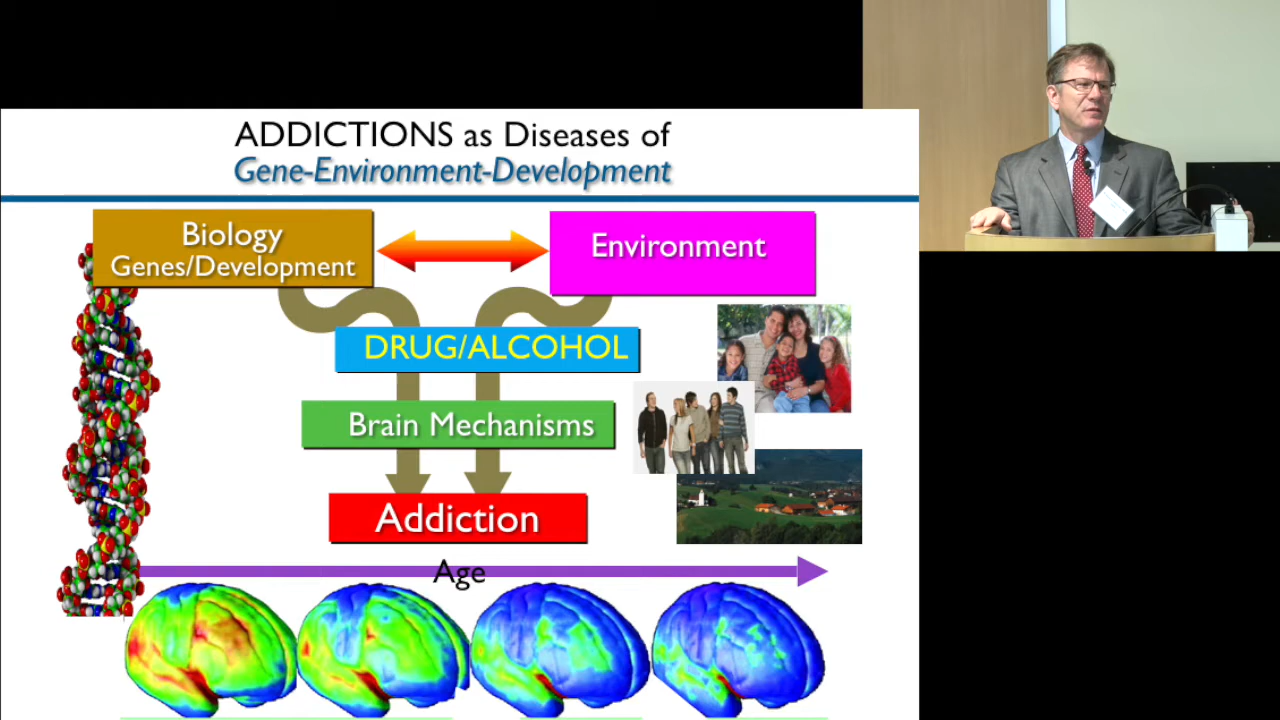 ADDICTIONS as Diseases of
Gene-Environment-Development
Biology
Genes/Development
Environment
DRUG/ALCOHOL
Brain Mechanisms
Addiction
Age